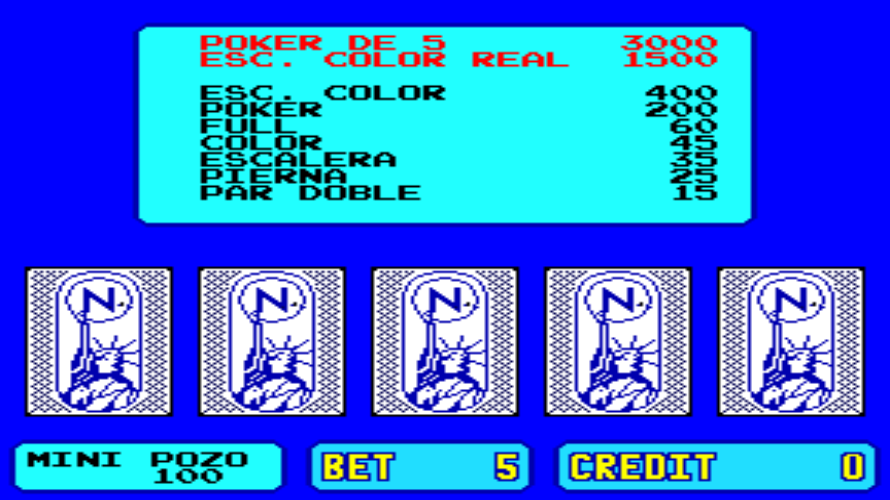 POKER DE 5 3000
ESC. COLOR REAL 1500
ESC. COLOR 400
POKER 200
FULL 60
COLOR 45
ESCALERA 35
PIERNA 25
PAR DOBLE 15
N. N. N. N. N.
MINI POZO
100
BET 5
CREDIT 0